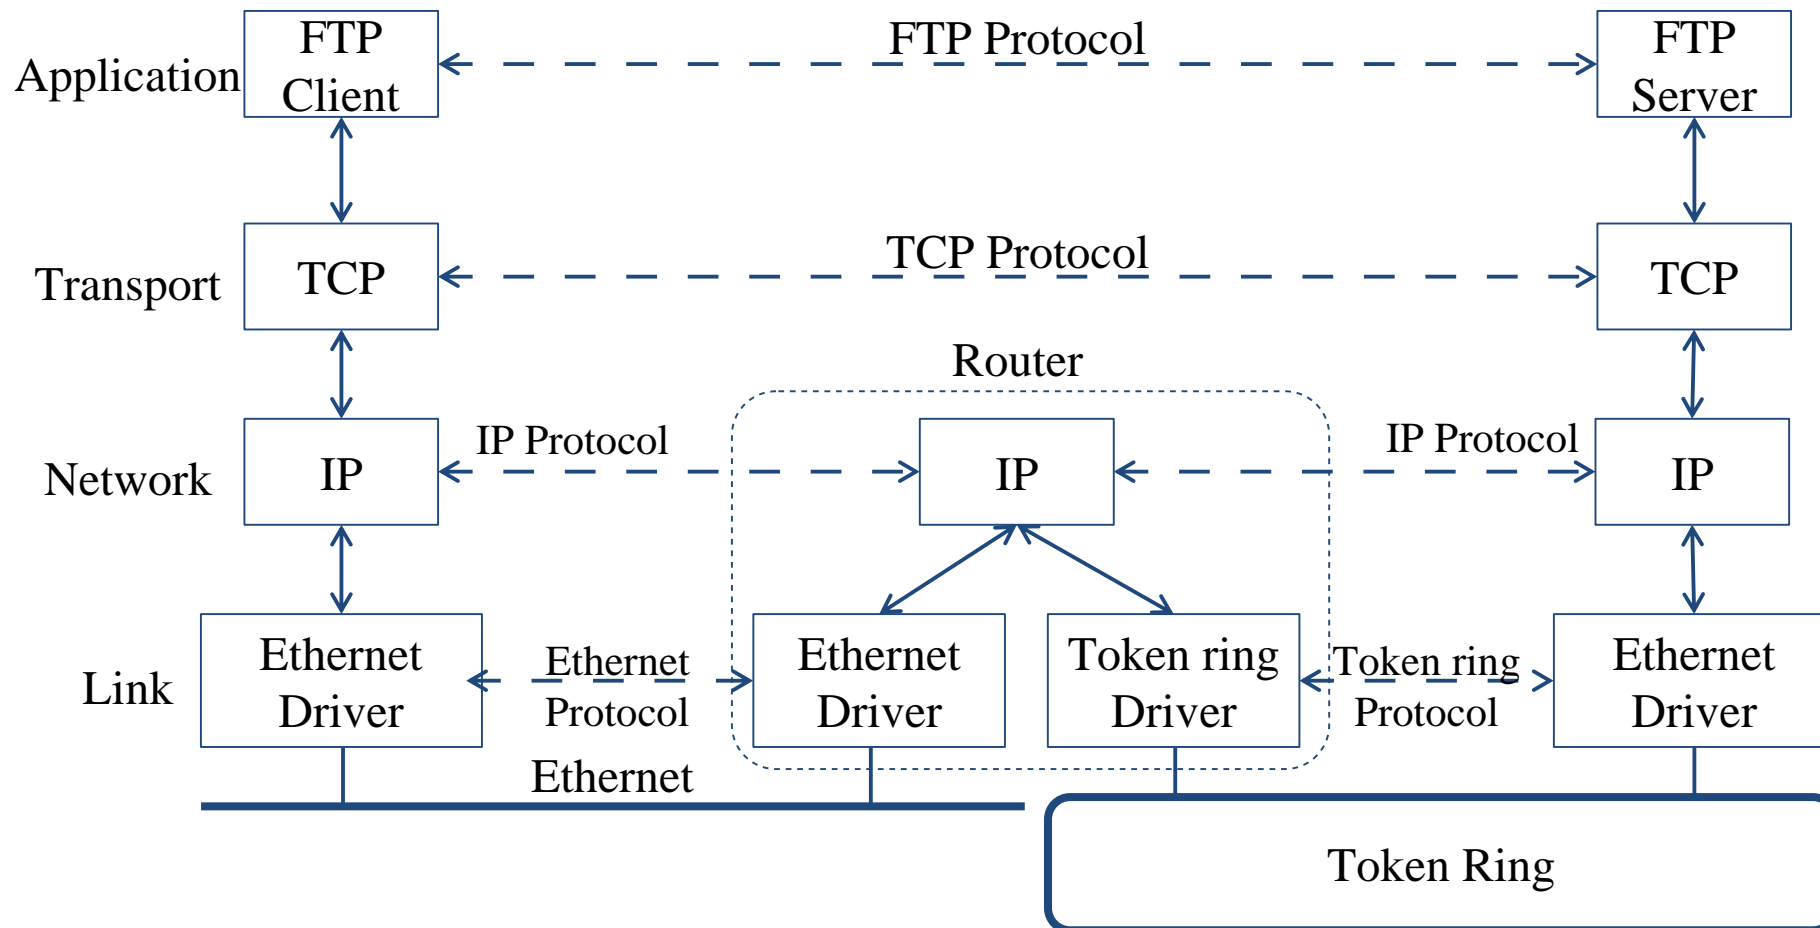 Application
FTP
Client
FTP Protocol
FTP
Server
Transport
TCP
TCP Protocol
TCP
Router
Network
IP
IP Protocol
IP
IP Protocol
IP
Link
Ethernet
Driver
Ethernet
Protocol
Ethernet
Driver
Token ring
Driver
Token ring
Protocol
Ethernet
Driver
Ethernet
Token Ring